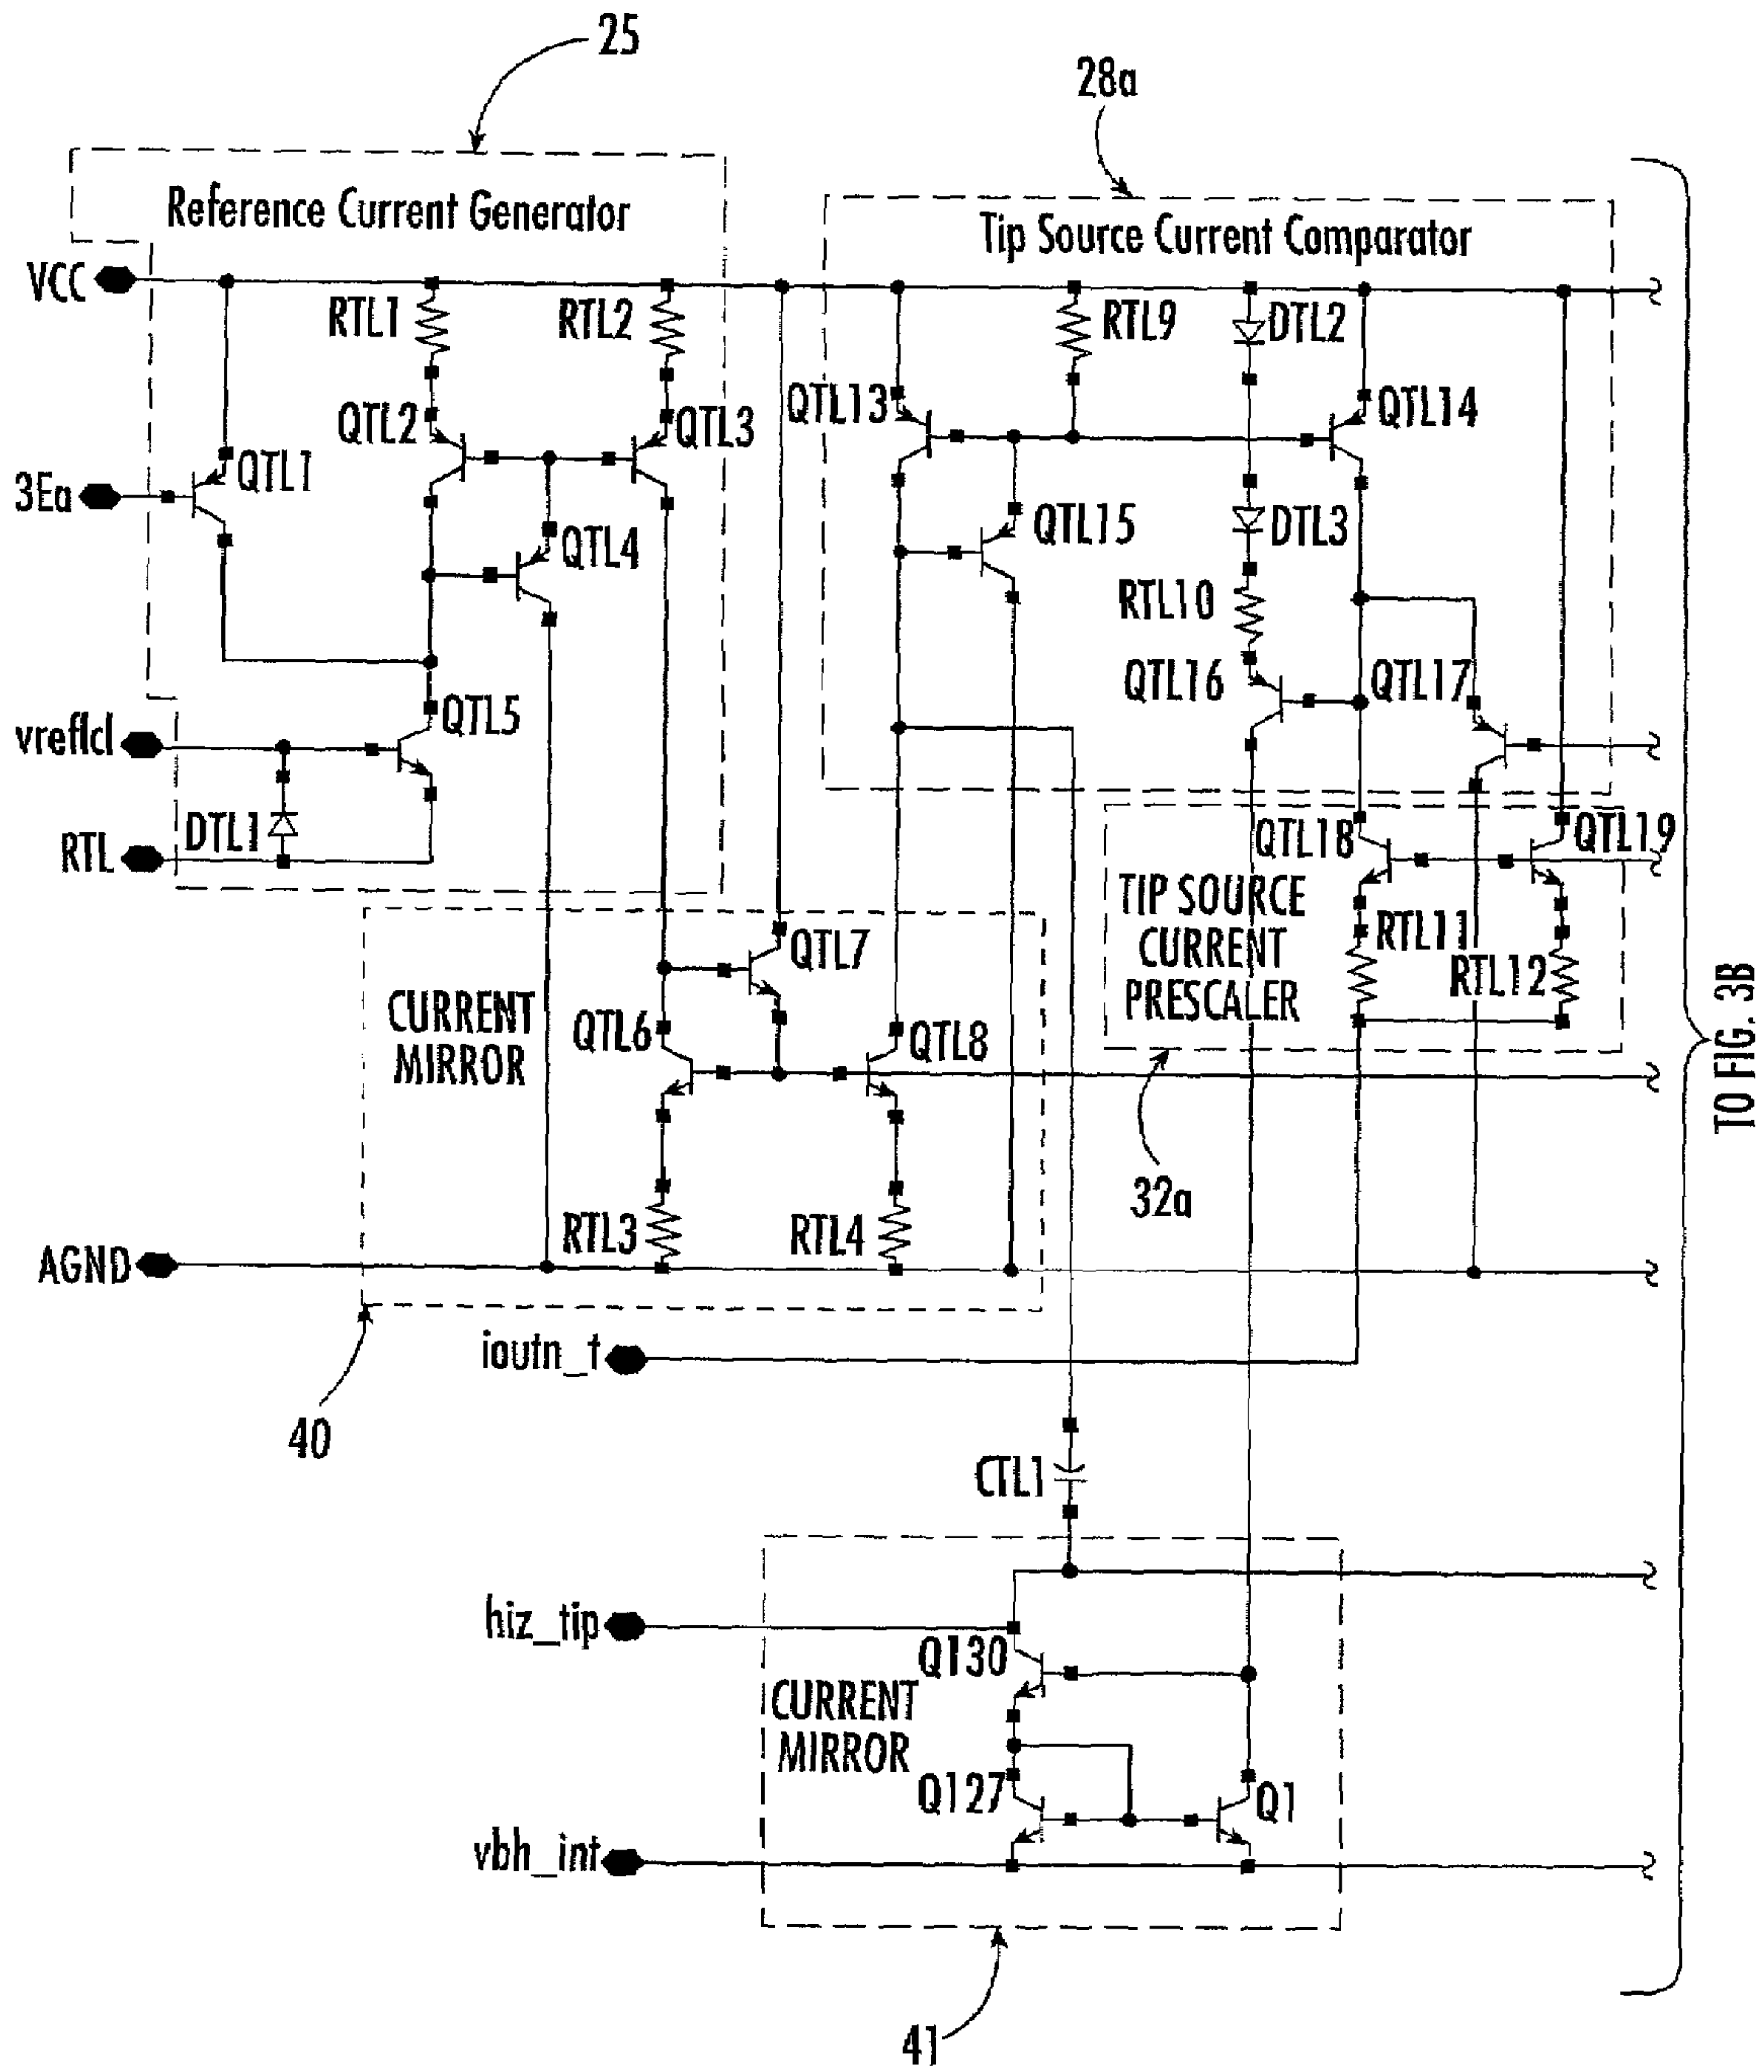 25
28a
Reference Current Generator
Tip Source Current Comparator
VCC
RTL1
RTL2
RTL9
DTL2
QTL13
QTL14
QTL2
QTL3
QTL1
3Ea
QTL15
DTL3
QTL4
RTL10
QTL16
QTL17
vreflcl
QTL5
DTL1
RTL
QTL18
QTL19
TIP SOURCE
CURRENT
PRESCALER
RTL11
RTL12
QTL7
CURRENT
MIRROR
QTL6
QTL8
TO FIG. 3B
32a
RTL3
RTL4
AGND
ioutn_t
40
CTL1
hiz_tip
Q130
CURRENT
MIRROR
Q127
Q1
vbh_int
41